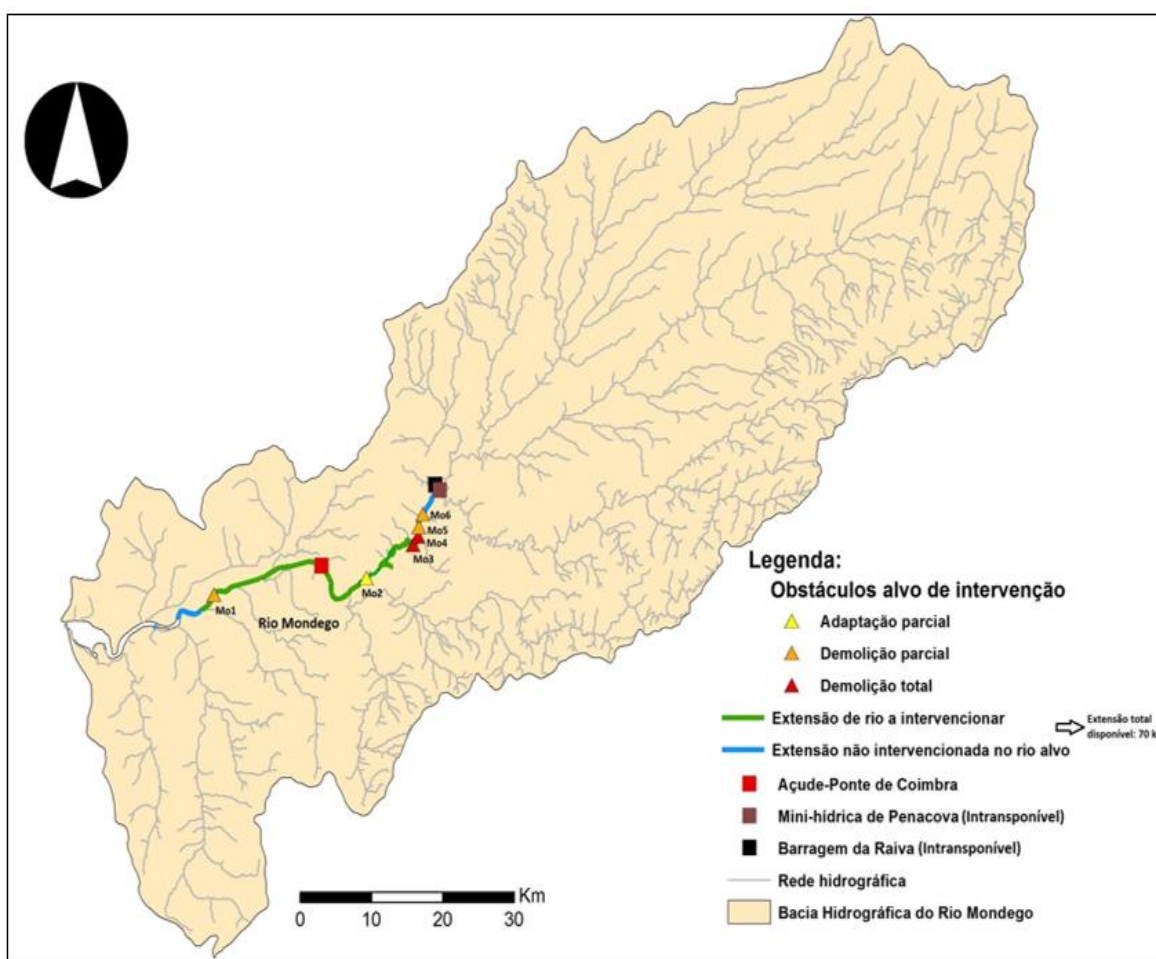 Mo6
Mo5
Mo4
Mo3
Mo2
Mo1
Rio Mondego
Legenda:
Obstáculos alvo de intervenção
Adaptação parcial
Demolição parcial
Demolição total
Extensão de rio a intervencionar
Extensão total
disponível: 70 k
Extensão não intervencionada no rio alvo
Açude-Ponte de Coimbra
Mini-hídrica de Penacova (Intransponível)
Barragem da Raiva (Intransponível)
Rede hidrográfica
Bacia Hidrográfica do Rio Mondego
Km
0 10 20 30